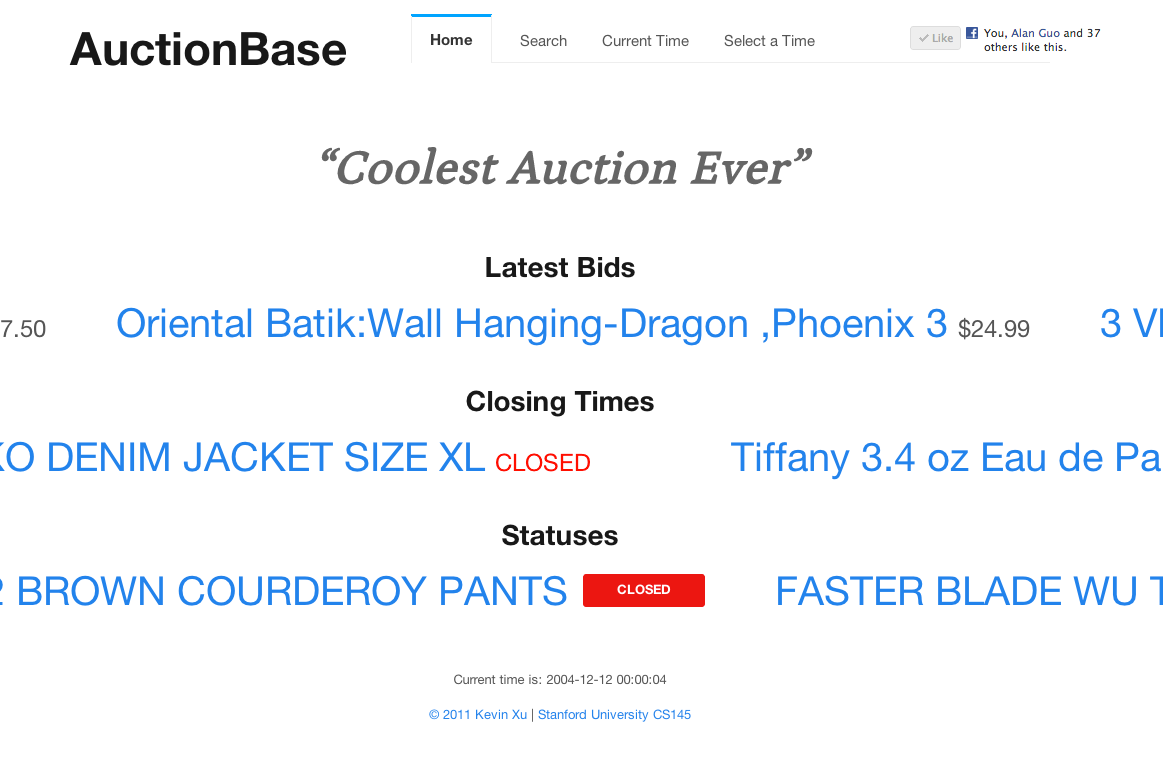 AuctionBase
Home Search Current Time Select a Time
Like
You, Alan Guo and 37
others like this.
“Coolest Auction Ever”
Latest Bids
7.50 Oriental Batik:Wall Hanging-Dragon ,Phoenix 3 $24.99 3
Closing Times
KO DENIM JACKET SIZE XL CLOSED Tiffany 3.4 oz Eau de Pa
Statuses
2 BROWN COURDEROY PANTS CLOSED FASTER BLADE WU
Current time is: 2004-12-12 00:00:04
© 2011 Kevin Xu | Stanford University CS145